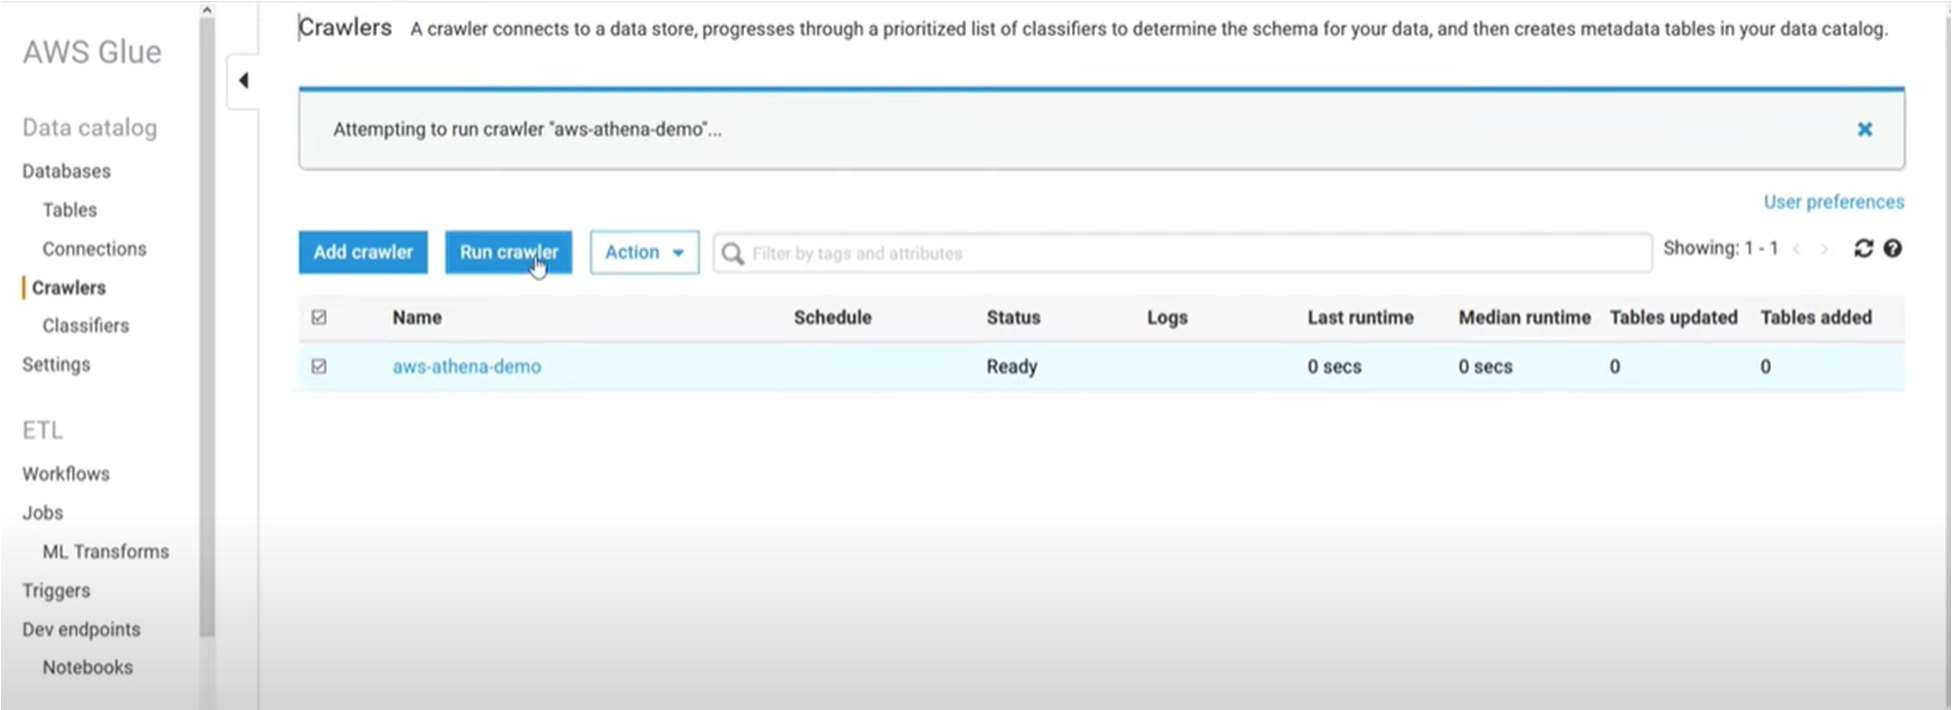 AWS Glue
Data catalog
Databases
Tables
Connections
Crawlers
Classifiers
Settings
ETL
Workflows
Jobs
ML Transforms
Triggers
Dev endpoints
Notebooks
Crawlers A crawler connects to a data store, progresses through a prioritized list of classifiers to determine the schema for your data, and then creates metadata tables in your data catalog.
Attempting to run crawler "aws-athena-demo"...
User preferences
Add crawler Run crawler Action Filter by tags and attributes Showing: 1 - 1
Name Schedule Status Logs Last runtime Median runtime Tables updated Tables added
aws-athena-demo Ready 0 secs 0 secs 0 0